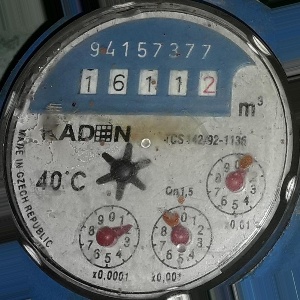 94157377
16112
m³
KADEN
TCS 142/92-1136
MADE IN CZECH REPUBLIC
40°C
Qn1,5
x0,01
x0,0001
x0,001